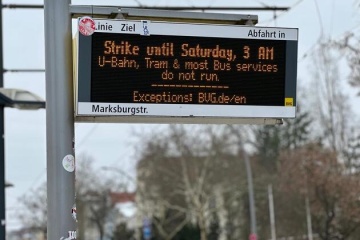 Linie Ziel Abfahrt in
Strike until Saturday, 3 AM
U-Bahn, Tram & most Bus services
do not run.
--------------
Exceptions: BVG.de/en
Marksburgstr.